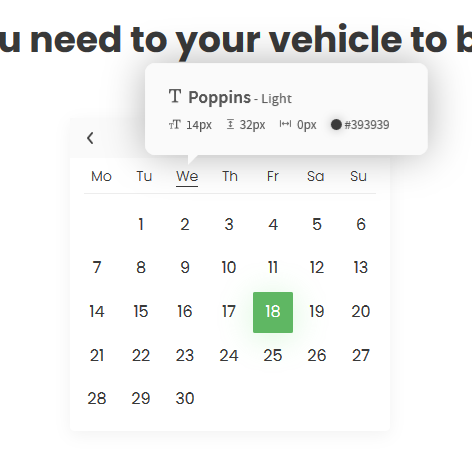 u need to your vehicle to b
Poppins - Light
14px 32px 0px #393939
Mo Tu We Th Fr Sa Su
1 2 3 4 5 6
7 8 9 10 11 12 13
14 15 16 17 18 19 20
21 22 23 24 25 26 27
28 29 30